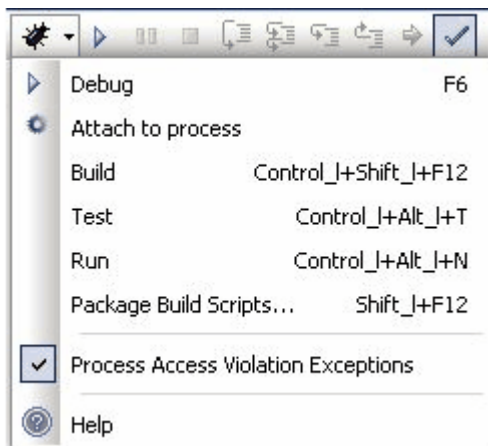 Debug F6
Attach to process
Build Control_l+Shift_l+F12
Test Control_l+Alt_l+T
Run Control_l+Alt_l+N
Package Build Scripts... Shift_l+F12
Process Access Violation Exceptions
Help